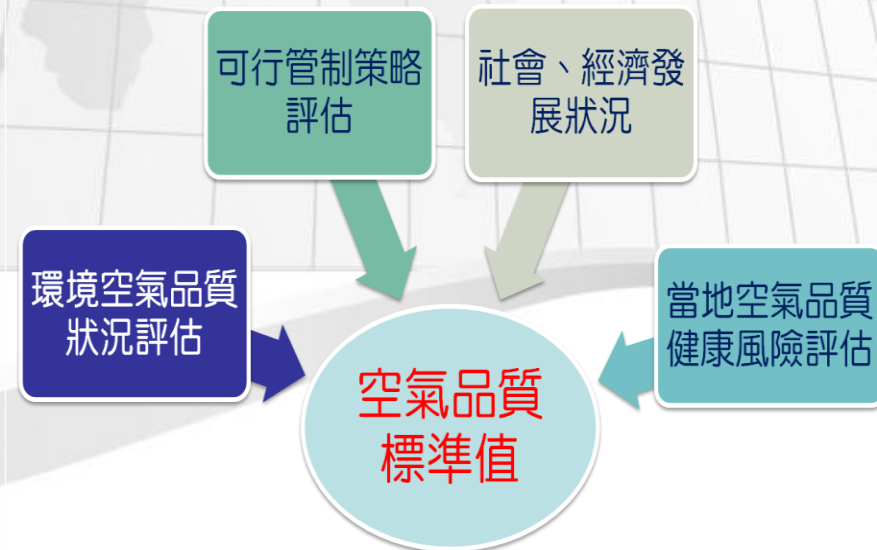 可行管制策略
評估
社會、經濟發
展狀況
環境空氣品質
狀況評估
當地空氣品質
健康風險評估
空氣品質
標準值